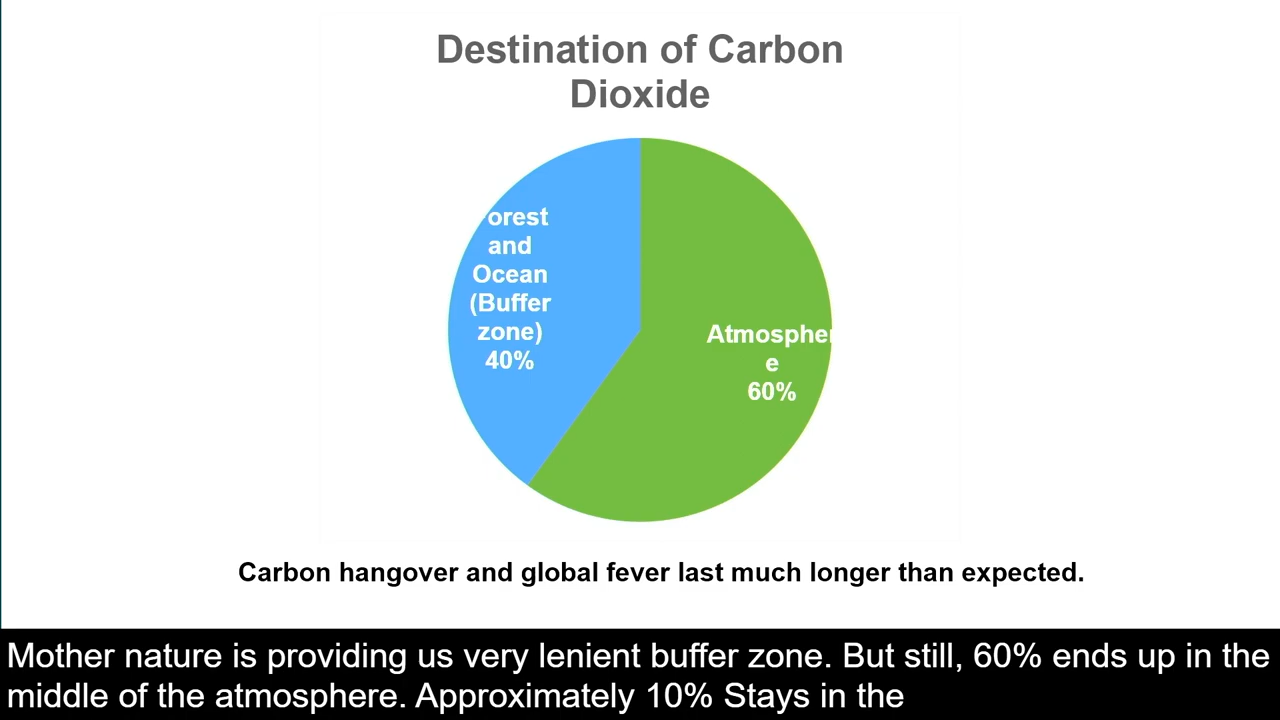 Destination of Carbon
Dioxide
orest
and
Ocean
(Buffer
zone)
40%
Atmospher
e
60%
Carbon hangover and global fever last much longer than expected.
Mother nature is providing us very lenient buffer zone. But still, 60% ends up in the
middle of the atmosphere. Approximately 10% Stays in the